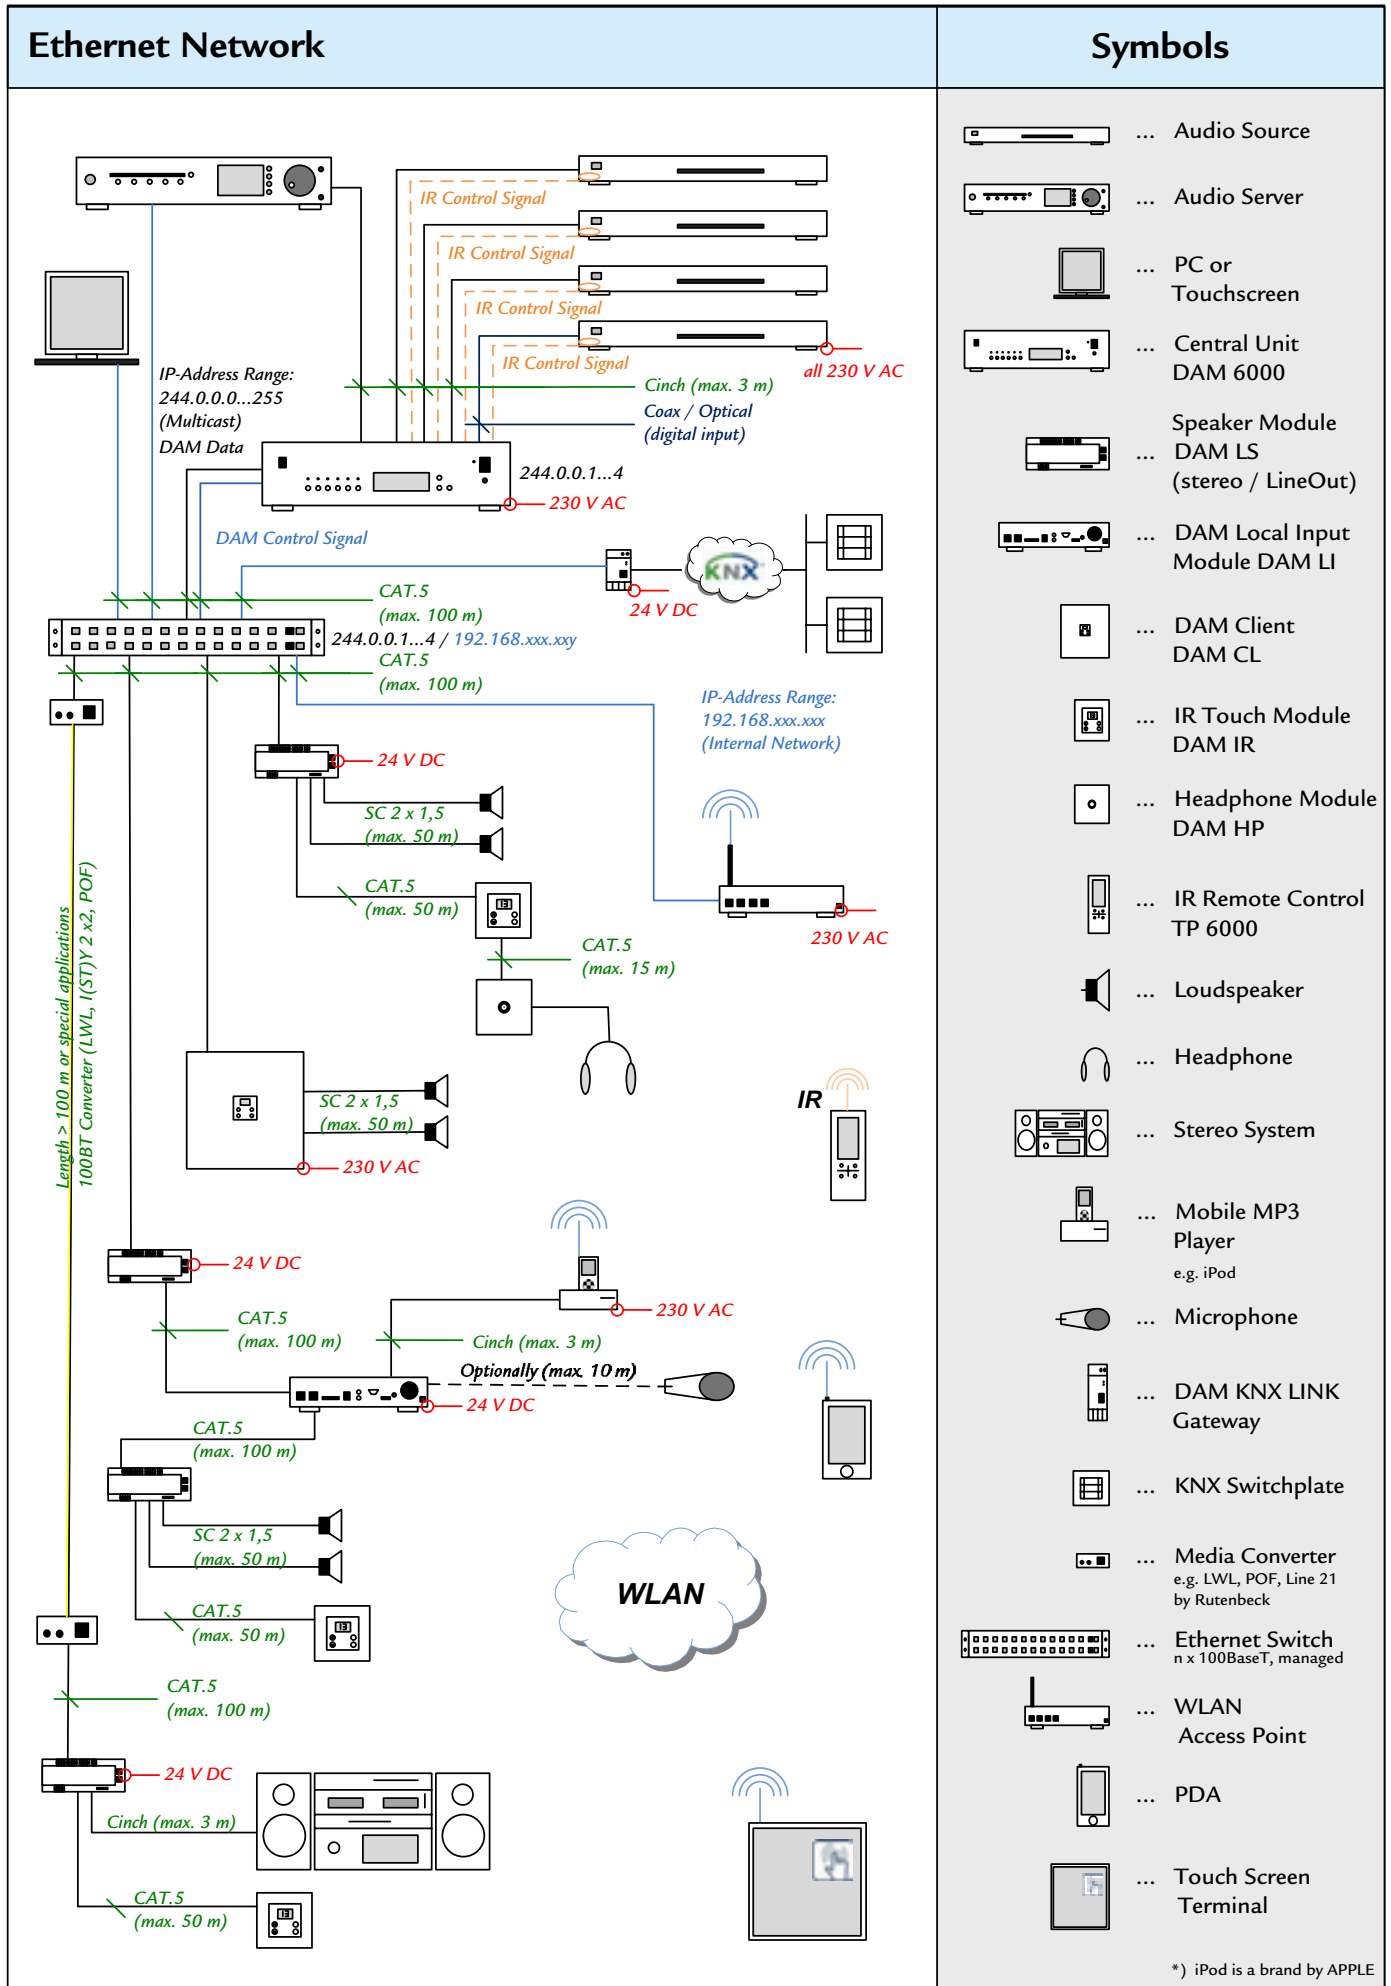 Ethernet Network
IR Control Signal
IR Control Signal
IR Control Signal
IR Control Signal
all 230 V AC
Cinch (max. 3 m)
Coax / Optical
(digital input)
IP-Address Range:
244.0.0.0...255
(Multicast)
DAM Data
244.0.0.1...4
230 V AC
DAM Control Signal
KNX
24 V DC
CAT.5
(max. 100 m)
244.0.0.1...4 / 192.168.xxx.xxy
CAT.5
(max. 100 m)
IP-Address Range:
192.168.xxx.xxx
(Internal Network)
24 V DC
SC 2 x 1,5
(max. 50 m)
CAT.5
(max. 50 m)
230 V AC
CAT.5
(max. 15 m)
Length > 100 m or special applications
100BT Converter (LWL, I(ST)Y 2 x2, POF)
SC 2 x 1,5
(max. 50 m)
230 V AC
IR
24 V DC
230 V AC
CAT.5
(max. 100 m)
Cinch (max. 3 m)
Optionally (max. 10 m)
24 V DC
CAT.5
(max. 100 m)
SC 2 x 1,5
(max. 50 m)
CAT.5
(max. 50 m)
WLAN
CAT.5
(max. 100 m)
24 V DC
Cinch (max. 3 m)
CAT.5
(max. 50 m)
Symbols
... Audio Source
... Audio Server
... PC or
Touchscreen
... Central Unit
DAM 6000
Speaker Module
... DAM LS
(stereo / LineOut)
... DAM Local Input
Module DAM LI
... DAM Client
DAM CL
... IR Touch Module
DAM IR
... Headphone Module
DAM HP
... IR Remote Control
TP 6000
... Loudspeaker
... Headphone
... Stereo System
... Mobile MP3
Player
e.g. iPod
... Microphone
... DAM KNX LINK
Gateway
... KNX Switchplate
... Media Converter
e.g. LWL, POF, Line 21
by Rutenbeck
... Ethernet Switch
n x 100BaseT, managed
... WLAN
Access Point
... PDA
... Touch Screen
Terminal
*) iPod is a brand by APPLE